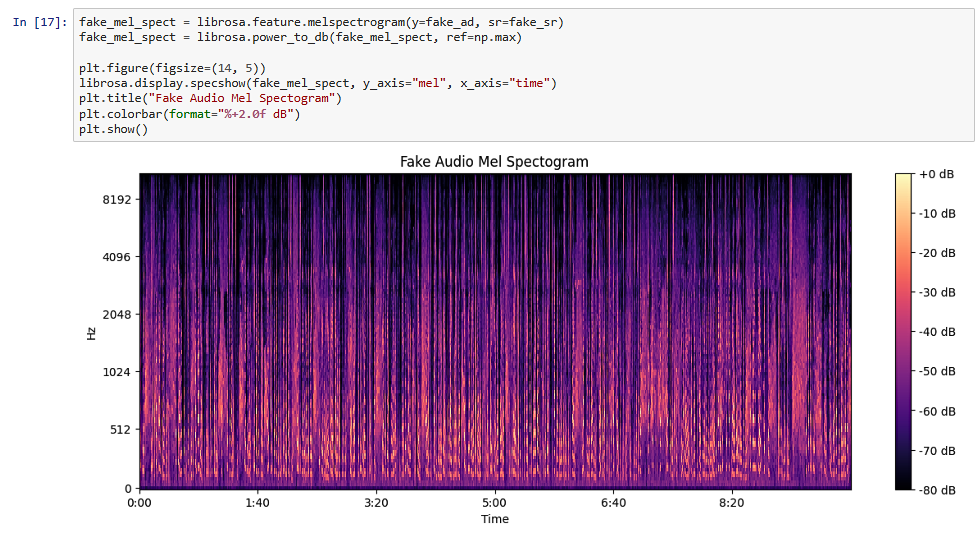 In [17]: fake_mel_spect = librosa.feature.melspectrogram(y=fake_ad, sr=fake_sr)
fake_mel_spect = librosa.power_to_db(fake_mel_spect, ref=np.max)
plt.figure(figsize=(14, 5))
librosa.display.specshow(fake_mel_spect, y_axis="mel", x_axis="time")
plt.title("Fake Audio Mel Spectogram")
plt.colorbar(format="%+2.0f dB")
plt.show()
Fake Audio Mel Spectogram
8192
4096
2048
1024
512
0
Hz
0:00 1:40 3:20 5:00 6:40 8:20
Time
+0 dB
-10 dB
-20 dB
-30 dB
-40 dB
-50 dB
-60 dB
-70 dB
-80 dB